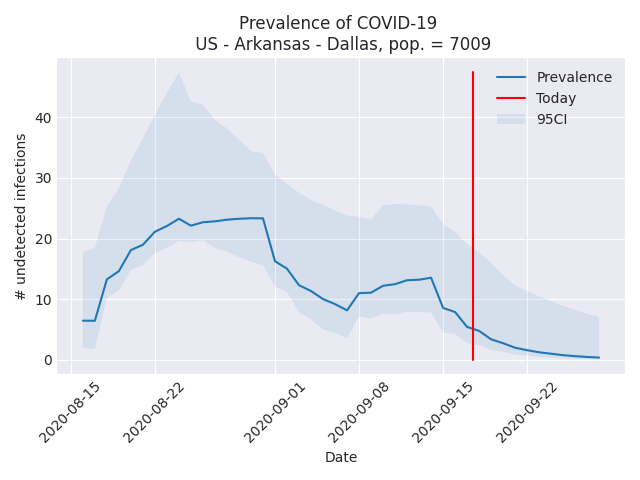 Prevalence of COVID-19
US - Arkansas - Dallas, pop. = 7009
Prevalence
Today
95CI
# undetected infections
40
30
20
10
0
2020-08-15
2020-08-22
2020-09-01
2020-09-08
2020-09-15
2020-09-22
Date